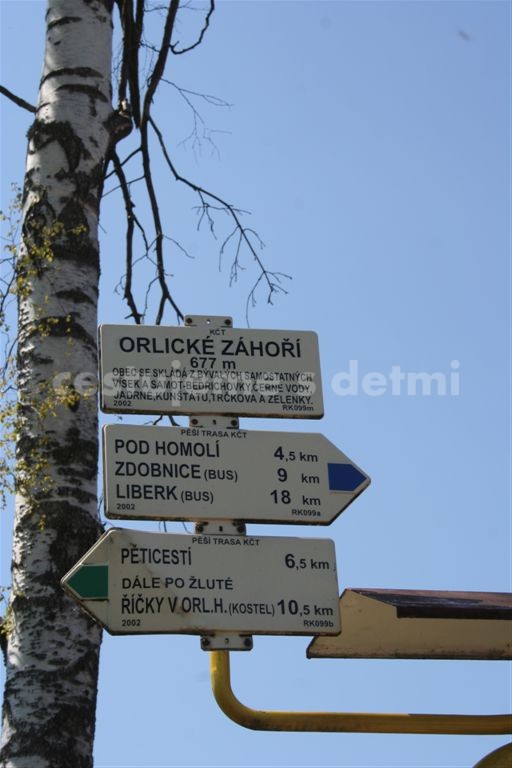 KČT
ORLICKÉ ZÁHOŘÍ
677 m
OBEC SE SKLÁDÁ Z BÝVALÝCH SAMOSTATNÝCH
VÍSEK A SAMOT-BEDŘICHOVKY,ČERNÉ VODY
JADRNÉ,KUNŠTÁTU,TRČKOVA A ZELENKY.
2002 RK099m
PĚŠÍ TRASA KČT
POD HOMOLÍ 4,5 km
ZDOBNICE (BUS) 9 km
LIBERK (BUS) 18 km
2002 RK099a
PĚŠÍ TRASA KČT
PĚTICESTÍ 6,5 km
DÁLE PO ŽLUTÉ
ŘÍČKY V ORL.H. (KOSTEL) 10,5 km
2002 RK099b
detmi